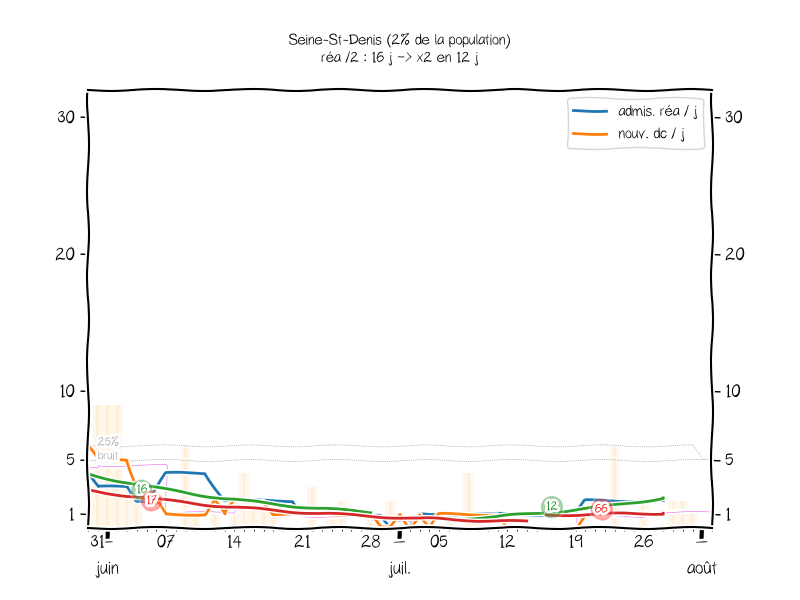 Seine-St-Denis (2% de la population)
réa /2 : 16 j -> x2 en 12 j
admis. réa / j
nouv. dc / j
30
30
20
20
10
10
25%
bruit
5
5
16
17
12
66
1
1
31 07 14 21 28 05 12 19 26
juin juil. août